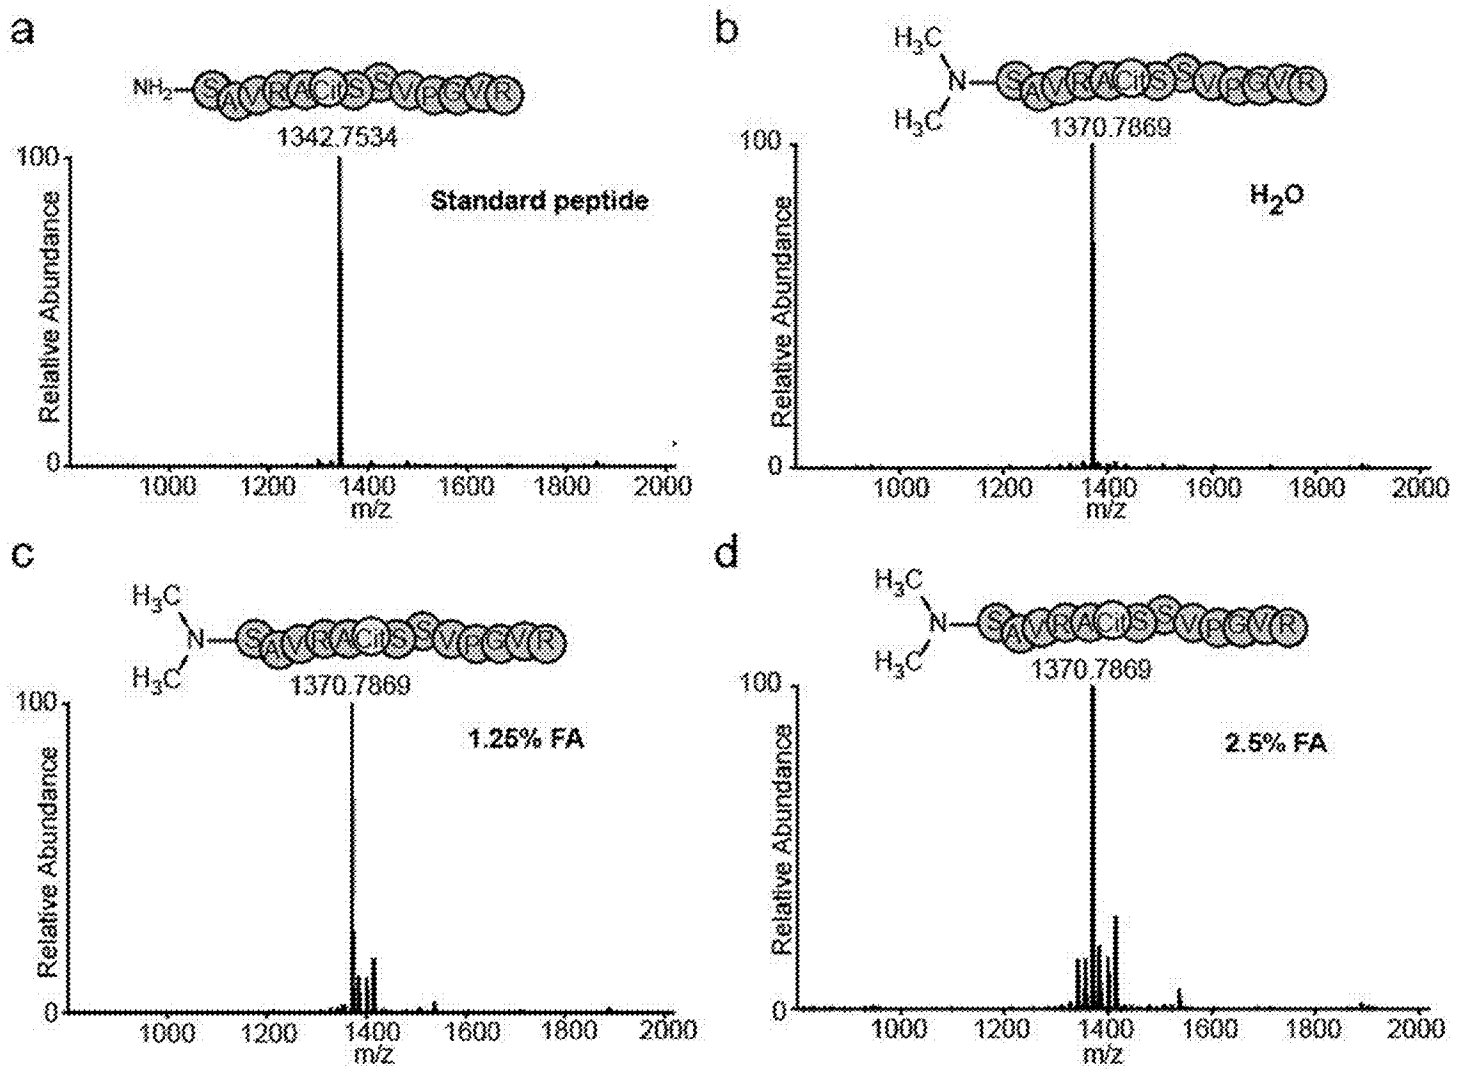 a
NH2 S A V R A Cit S S V P G V R
1342.7534
100
Standard peptide
Relative Abundance
0
1000 1200 1400 1600 1800 2000
m/z
b
H3C
N S A V R A Cit S S V P G V R
H3C
1370.7869
100
H2O
Relative Abundance
0
1000 1200 1400 1600 1800 2000
m/z
c
H3C
N S A V R A Cit S S V P G V R
H3C
1370.7869
100
1.25% FA
Relative Abundance
0
1000 1200 1400 1600 1800 2000
m/z
d
H3C
N S A V R A Cit S S V P G V R
H3C
1370.7869
100
2.5% FA
Relative Abundance
0
1000 1200 1400 1600 1800 2000
m/z